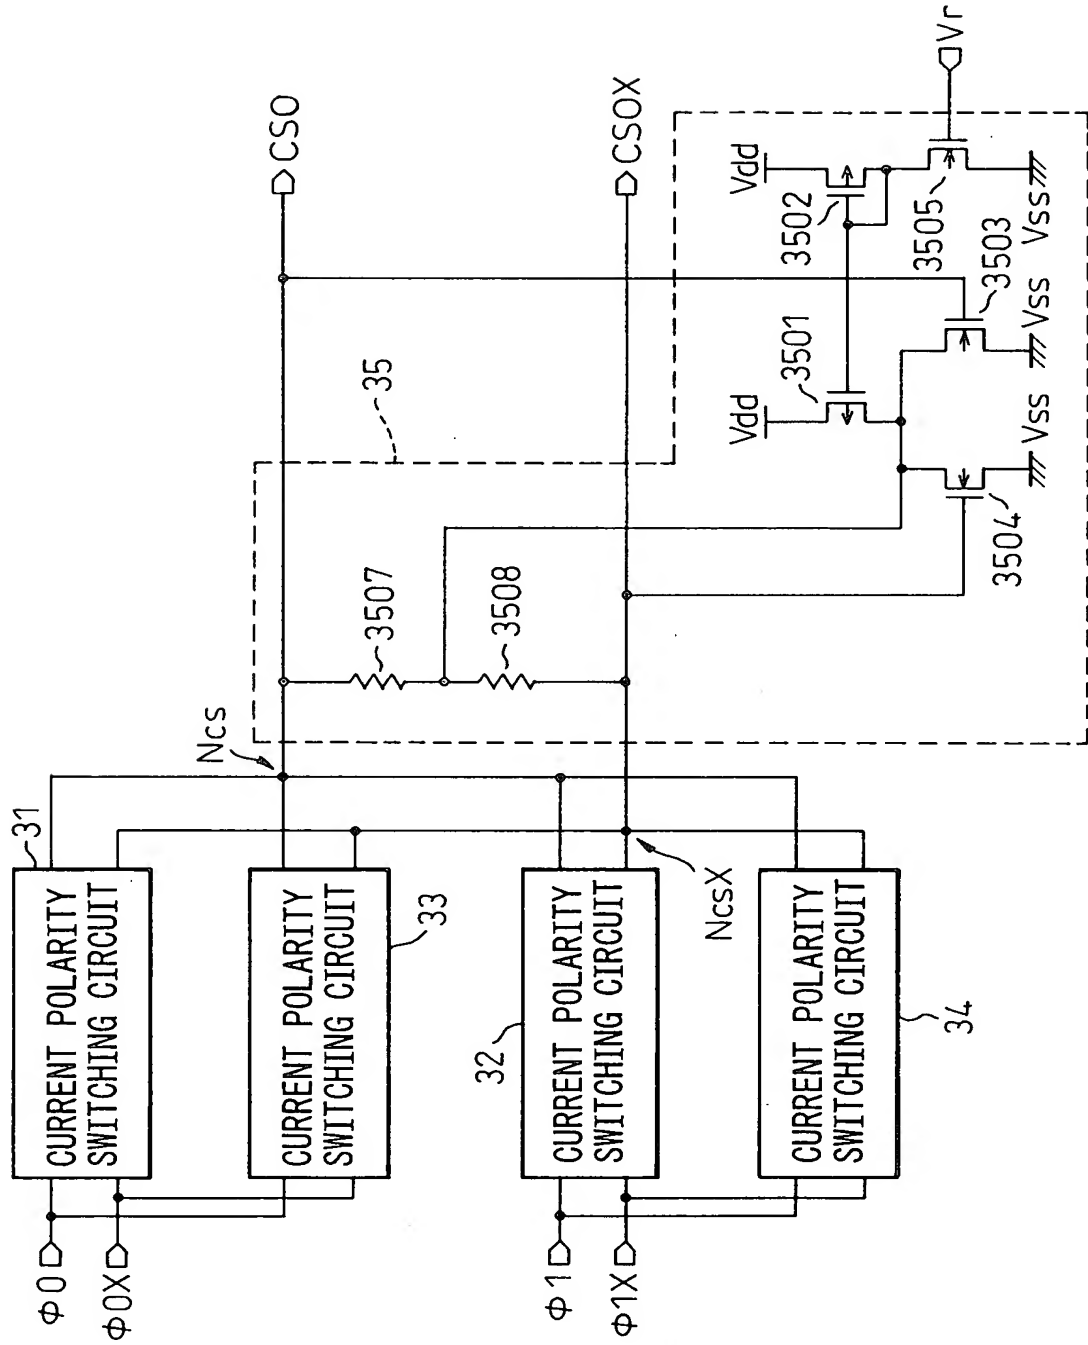 Φ0
Φ0X
CURRENT POLARITY
SWITCHING CIRCUIT
31
CURRENT POLARITY
SWITCHING CIRCUIT
33
Φ1
Φ1X
CURRENT POLARITY
SWITCHING CIRCUIT
32
CURRENT POLARITY
SWITCHING CIRCUIT
34
Ncs
NcsX
35
3507
3508
CSO
CSOX
Vdd
3501
Vdd
3502
3504
Vss
3503
Vss
3505
Vss
Vr